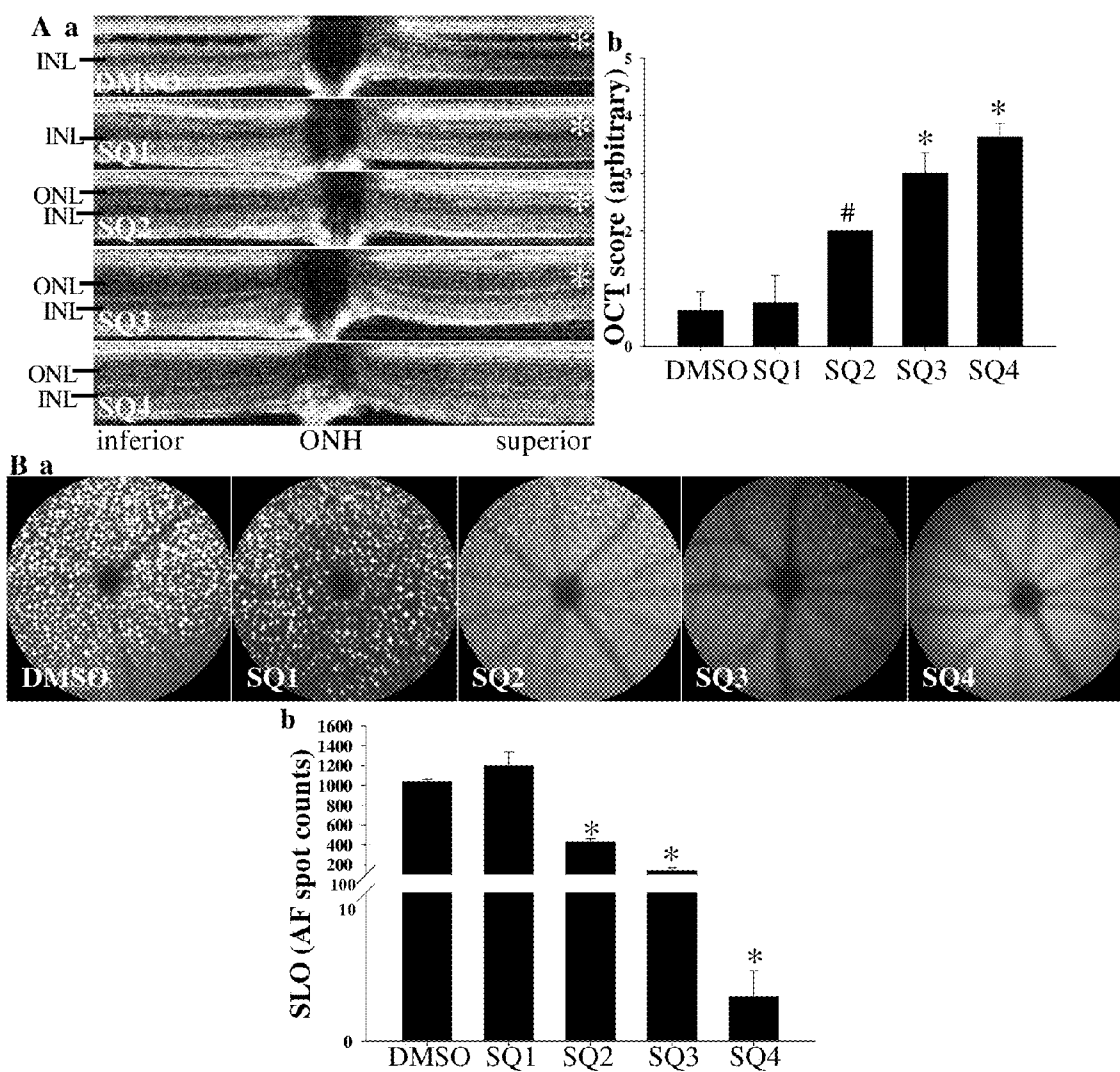 A a
INL
DMSO
*
INL
SQ1
*
ONL
INL
SQ2
*
ONL
INL
SQ3
*
ONL
INL
SQ4
inferior ONH superior
b
OCT score (arbitrary)
5
4
3
2
1
0
#
*
*
DMSO SQ1 SQ2 SQ3 SQ4
B a
DMSO SQ1 SQ2 SQ3 SQ4
b
SLO (AF spot counts)
1600
1400
1200
1000
800
600
400
200
100
10
0
*
*
*
DMSO SQ1 SQ2 SQ3 SQ4